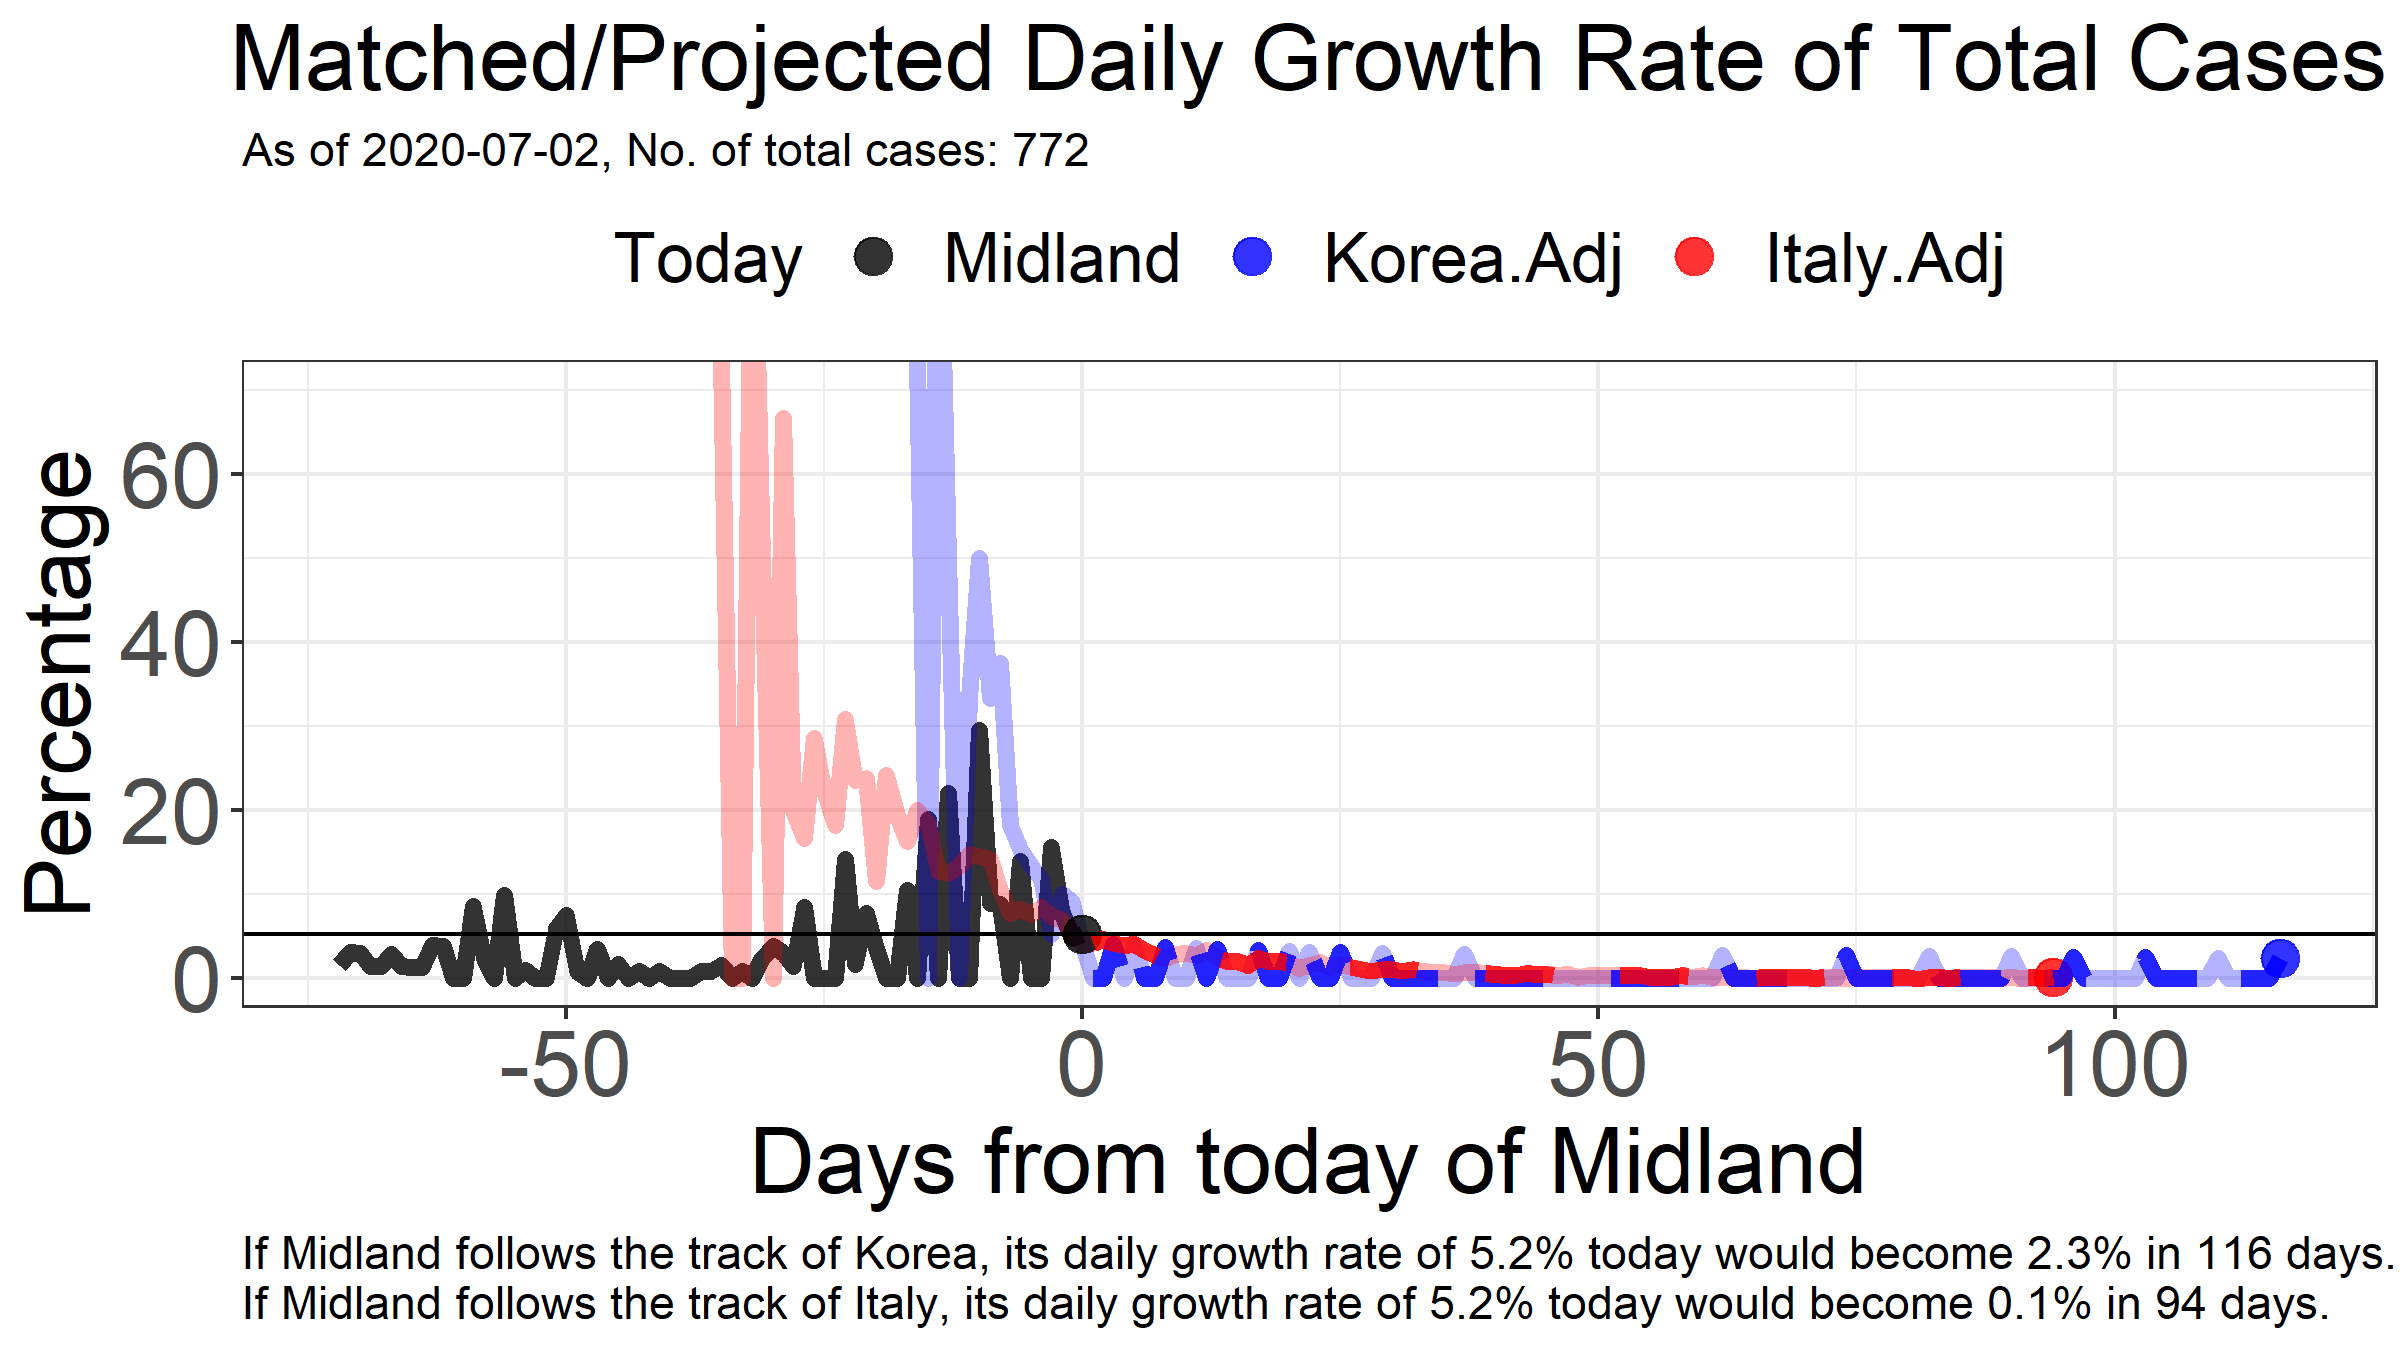 Matched/Projected Daily Growth Rate of Total Cases
As of 2020-07-02, No. of total cases: 772
Today Midland Korea.Adj Italy.Adj
Percentage
60
40
20
0
-50 0 50 100
Days from today of Midland
If Midland follows the track of Korea, its daily growth rate of 5.2% today would become 2.3% in 116 days.
If Midland follows the track of Italy, its daily growth rate of 5.2% today would become 0.1% in 94 days.